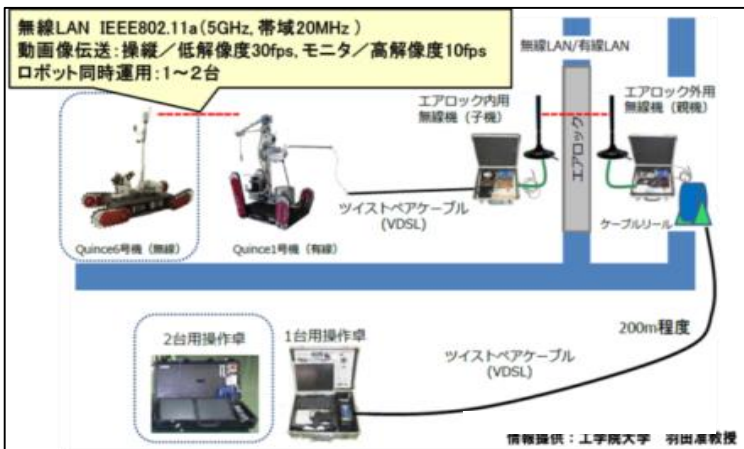 無線LAN IEEE802.11a(5GHz, 帯域20MHz )
動画像伝送:操縦/低解像度30fps, モニタ/高解像度10fps
ロボット同時運用:1〜2台
無線LAN/有線LAN
エアロック内用
無線機(子機)
エアロック外用
無線機(親機)
エアロック
ツイストペアケーブル
(VDSL)
ケーブルリール
Quince6号機(無線)
Quince1号機(有線)
200m程度
2台用操作卓
1台用操作卓
ツイストペアケーブル
(VDSL)
情報提供:工学院大学 羽田准教授